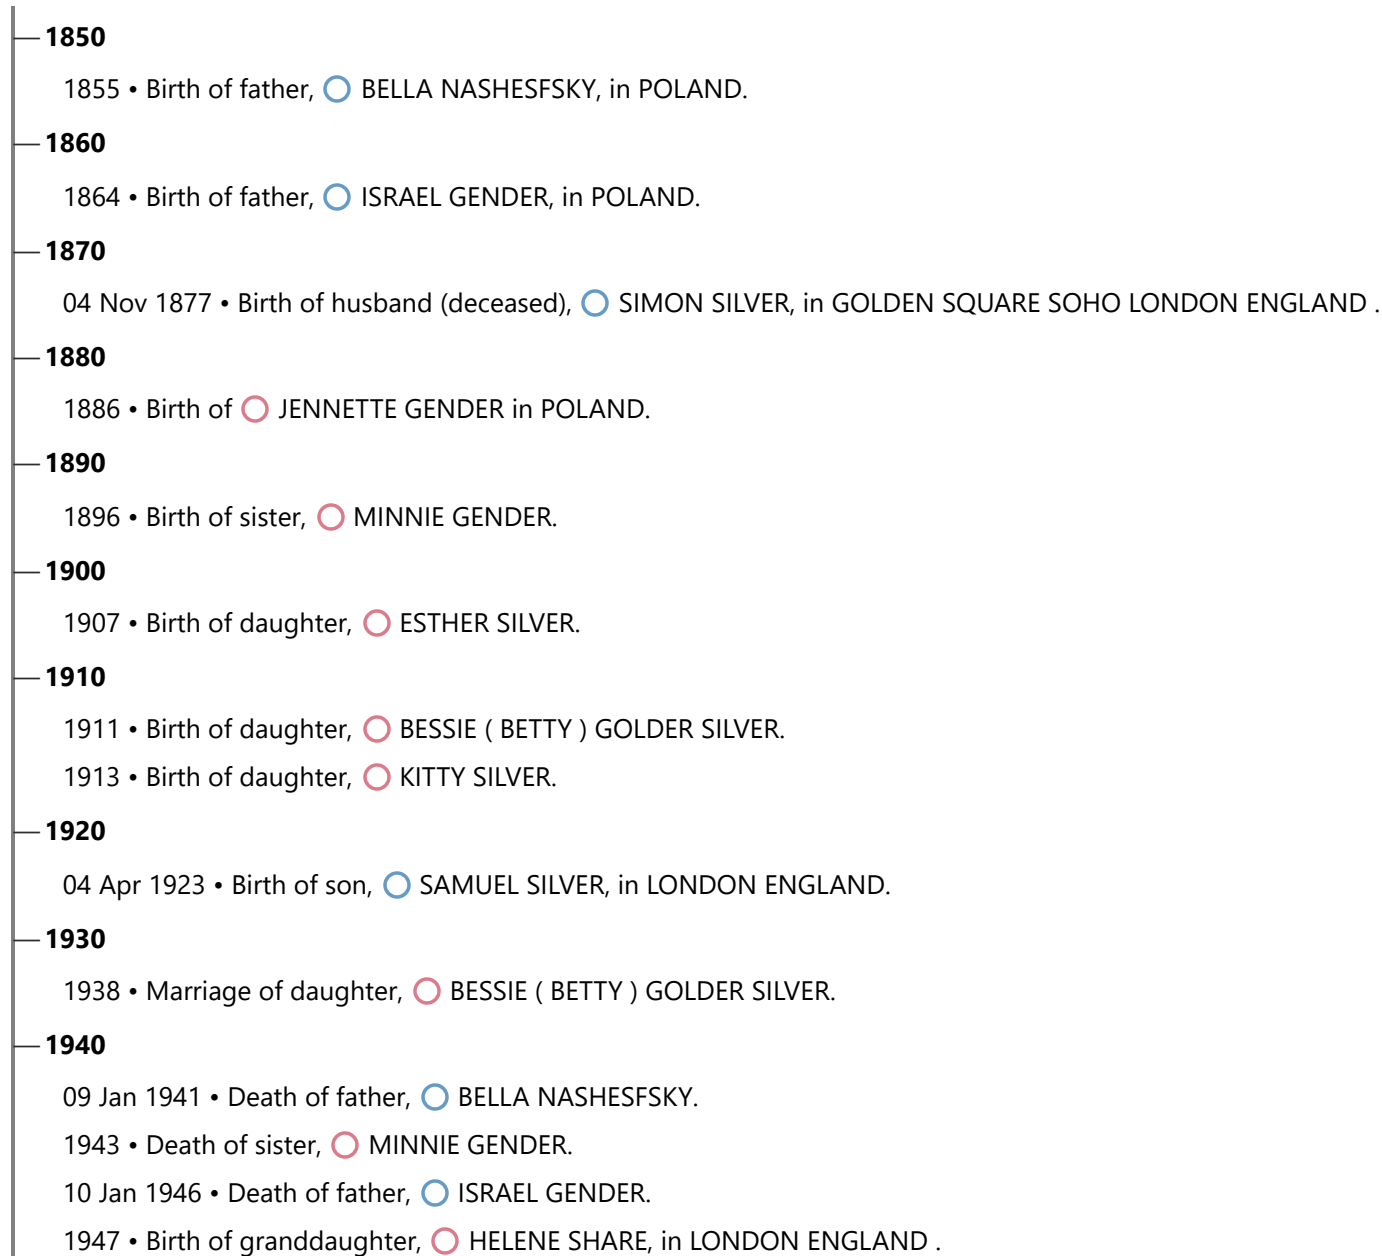 1850
1855 • Birth of father, BELLA NASHESFSKY, in POLAND.
1860
1864 • Birth of father, ISRAEL GENDER, in POLAND.
1870
04 Nov 1877 • Birth of husband (deceased), SIMON SILVER, in GOLDEN SQUARE SOHO LONDON ENGLAND .
1880
1886 • Birth of JENNETTE GENDER in POLAND.
1890
1896 • Birth of sister, MINNIE GENDER.
1900
1907 • Birth of daughter, ESTHER SILVER.
1910
1911 • Birth of daughter, BESSIE ( BETTY ) GOLDER SILVER.
1913 • Birth of daughter, KITTY SILVER.
1920
04 Apr 1923 • Birth of son, SAMUEL SILVER, in LONDON ENGLAND.
1930
1938 • Marriage of daughter, BESSIE ( BETTY ) GOLDER SILVER.
1940
09 Jan 1941 • Death of father, BELLA NASHESFSKY.
1943 • Death of sister, MINNIE GENDER.
10 Jan 1946 • Death of father, ISRAEL GENDER.
1947 • Birth of granddaughter, HELENE SHARE, in LONDON ENGLAND .